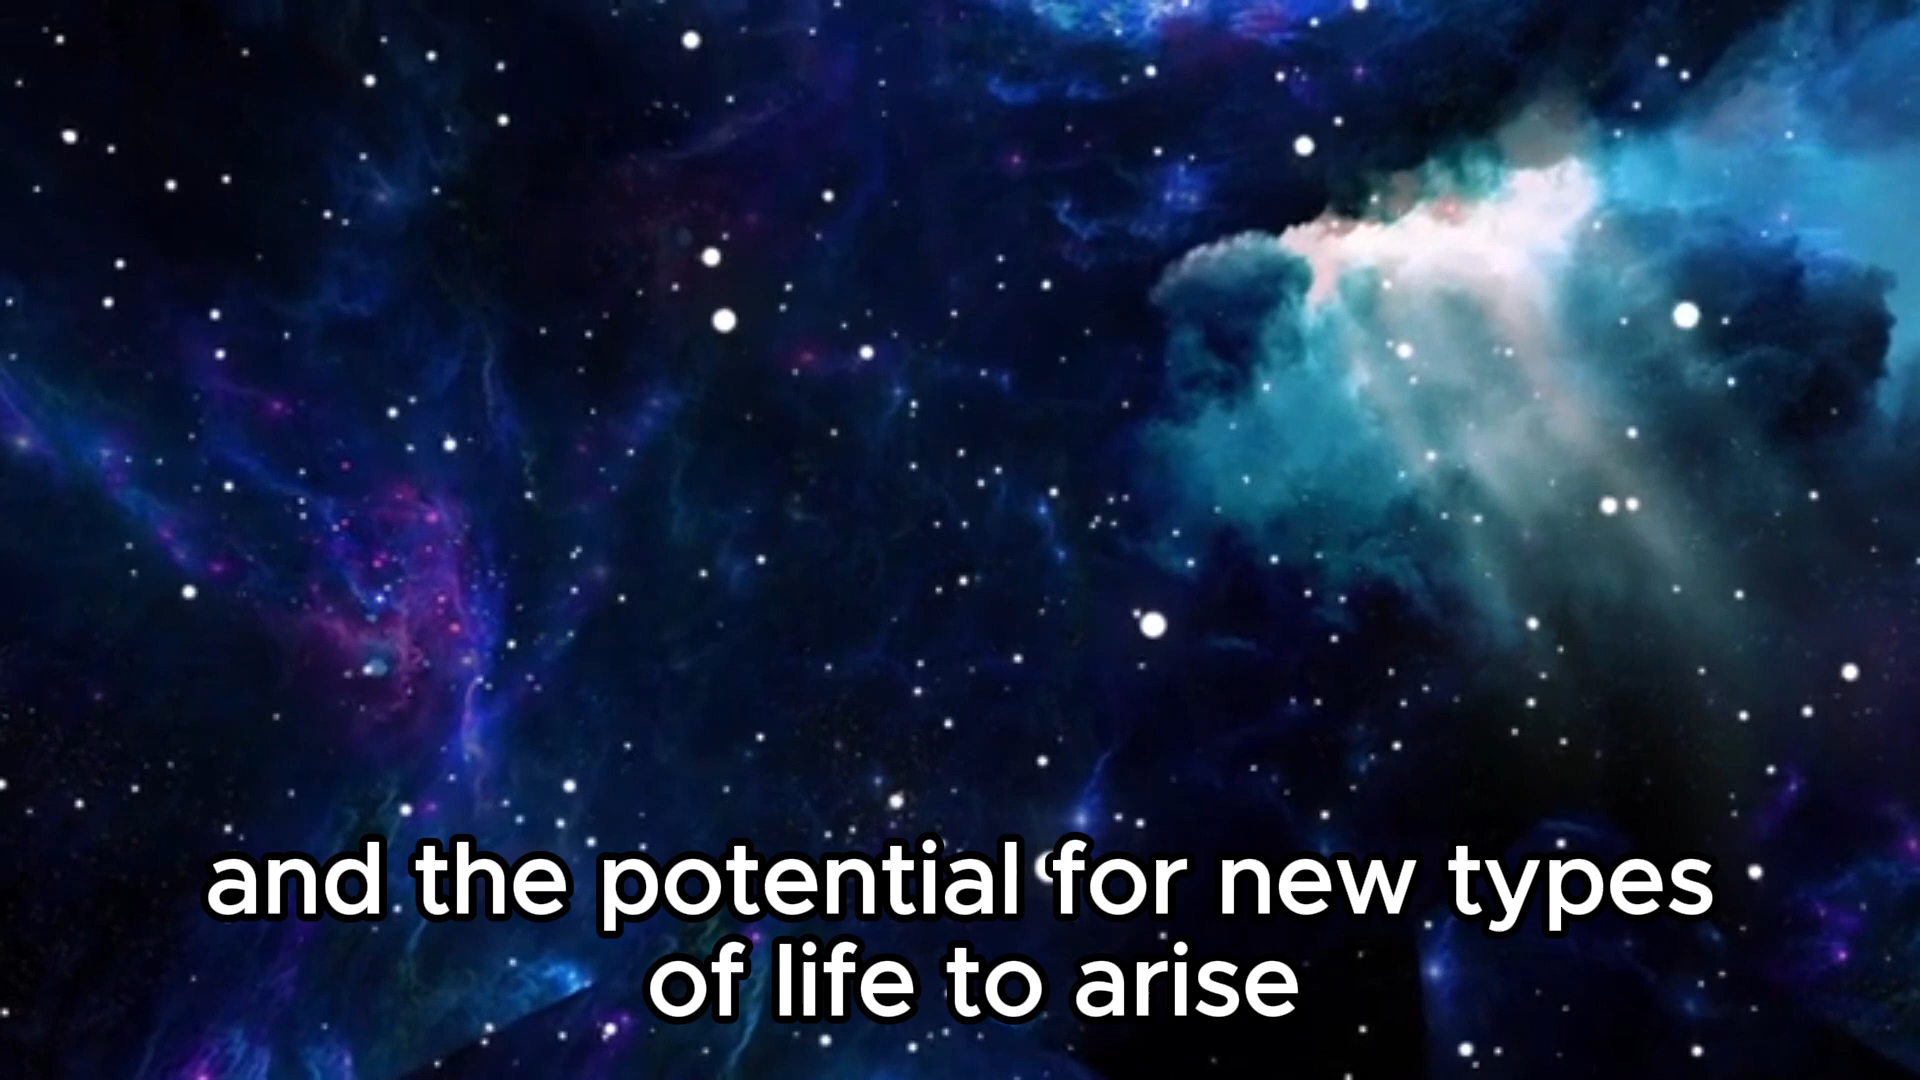 and the potential for new types
of life to arise